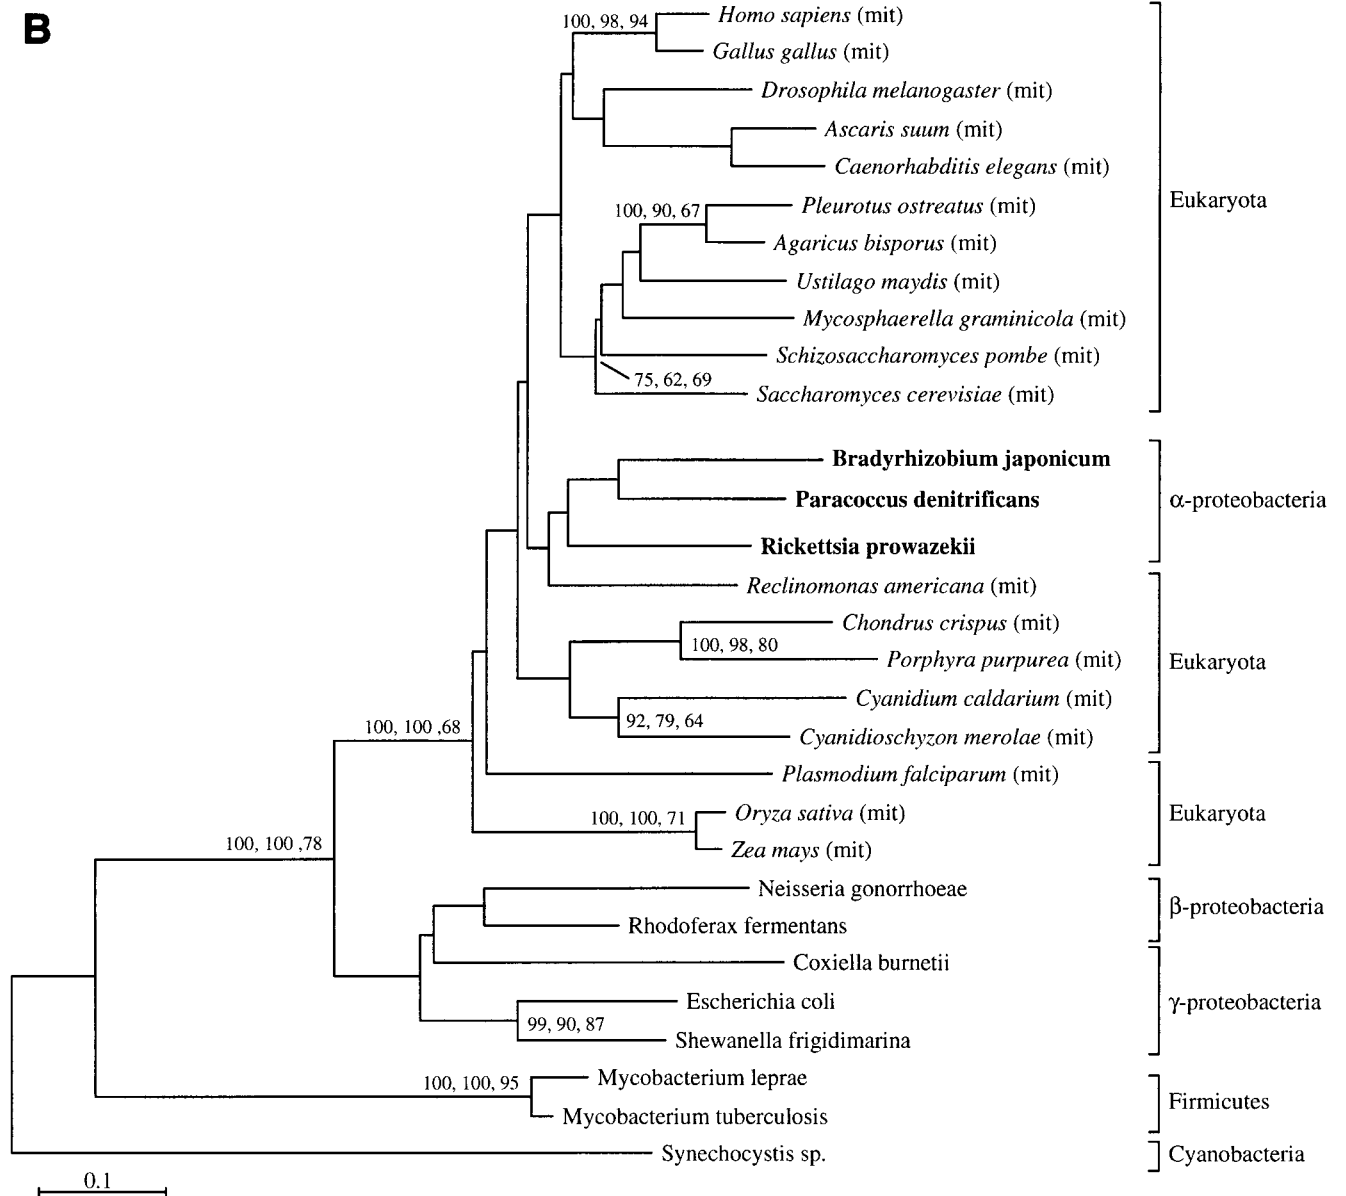 B
100, 98, 94
Homo sapiens (mit)
Gallus gallus (mit)
Drosophila melanogaster (mit)
Ascaris suum (mit)
Caenorhabditis elegans (mit)
Eukaryota
100, 90, 67
Pleurotus ostreatus (mit)
Agaricus bisporus (mit)
Ustilago maydis (mit)
Mycosphaerella graminicola (mit)
Schizosaccharomyces pombe (mit)
75, 62, 69
Saccharomyces cerevisiae (mit)
Bradyrhizobium japonicum
Paracoccus denitrificans
α-proteobacteria
Rickettsia prowazekii
Reclinomonas americana (mit)
Chondrus crispus (mit)
100, 98, 80
Porphyra purpurea (mit)
Eukaryota
Cyanidium caldarium (mit)
92, 79, 64
100, 100 ,68
Cyanidioschyzon merolae (mit)
Plasmodium falciparum (mit)
Oryza sativa (mit)
Eukaryota
100, 100, 71
Zea mays (mit)
100, 100 ,78
Neisseria gonorrhoeae
β-proteobacteria
Rhodoferax fermentans
Coxiella burnetii
Escherichia coli
γ-proteobacteria
99, 90, 87
Shewanella frigidimarina
100, 100, 95
Mycobacterium leprae
Firmicutes
Mycobacterium tuberculosis
Synechocystis sp.
Cyanobacteria
0.1